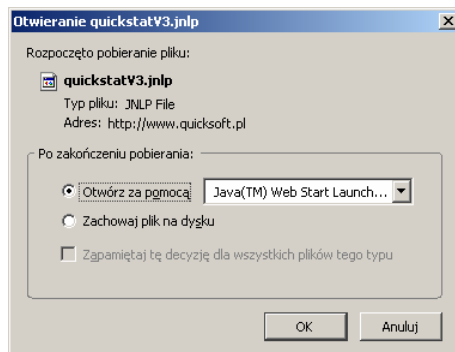 Otwieranie quickstatV3.jnlp
Rozpoczęto pobieranie pliku:
quickstatV3.jnlp
Typ pliku: JNLP File
Adres: http://www.quicksoft.pl
Po zakończeniu pobierania:
Otwórz za pomocą Java(TM) Web Start Launch...
Zachowaj plik na dysku
Zapamiętaj tę decyzję dla wszystkich plików tego typu
OK Anuluj